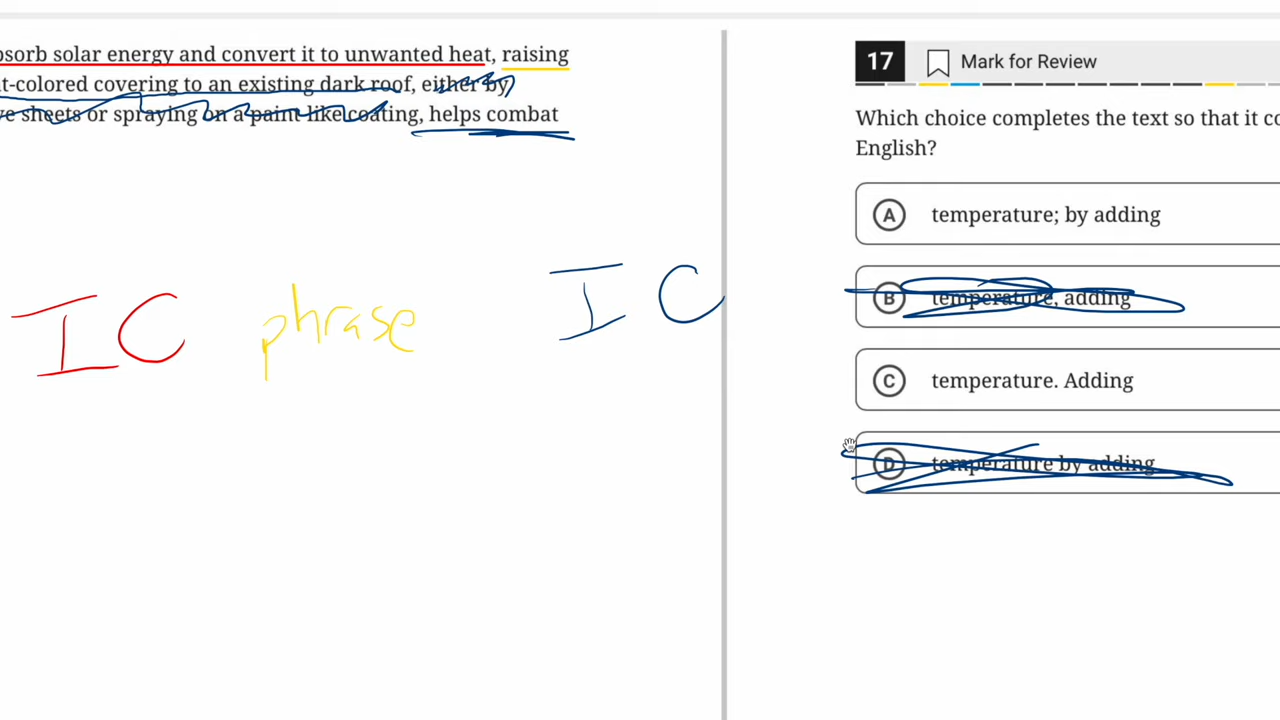 bsorb solar energy and convert it to unwanted heat, raising
t-colored covering to an existing dark roof, either by
ve sheets or spraying on a paint-like coating, helps combat
IC phrase IC
17 Mark for Review
Which choice completes the text so that it co
English?
A temperature; by adding
B temperature, adding
C temperature. Adding
D temperature by adding